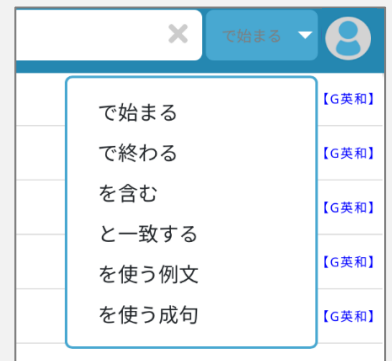 で始まる
【G英和】
で始まる
で終わる
【G英和】
を含む
【G英和】
と一致する
【G英和】
を使う例文
を使う成句
【G英和】